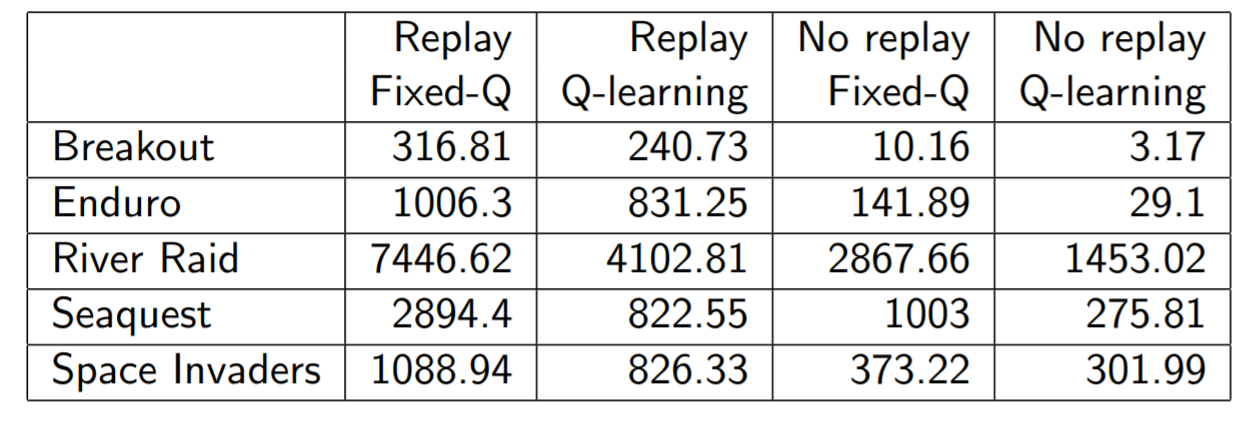 Replay Replay No replay No replay
Fixed-Q Q-learning Fixed-Q Q-learning
Breakout 316.81 240.73 10.16 3.17
Enduro 1006.3 831.25 141.89 29.1
River Raid 7446.62 4102.81 2867.66 1453.02
Seaquest 2894.4 822.55 1003 275.81
Space Invaders 1088.94 826.33 373.22 301.99